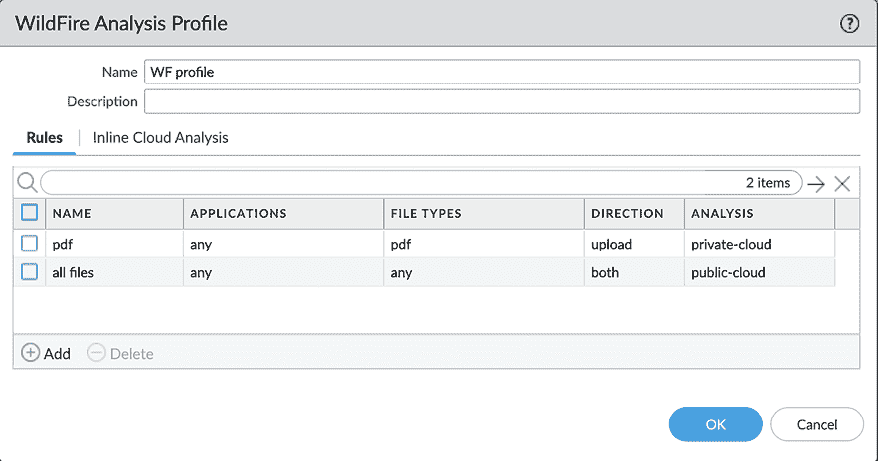 WildFire Analysis Profile
Name WF profile
Description
Rules Inline Cloud Analysis
2 items
NAME APPLICATIONS FILE TYPES DIRECTION ANALYSIS
pdf any pdf upload private-cloud
all files any any both public-cloud
Add Delete
OK Cancel